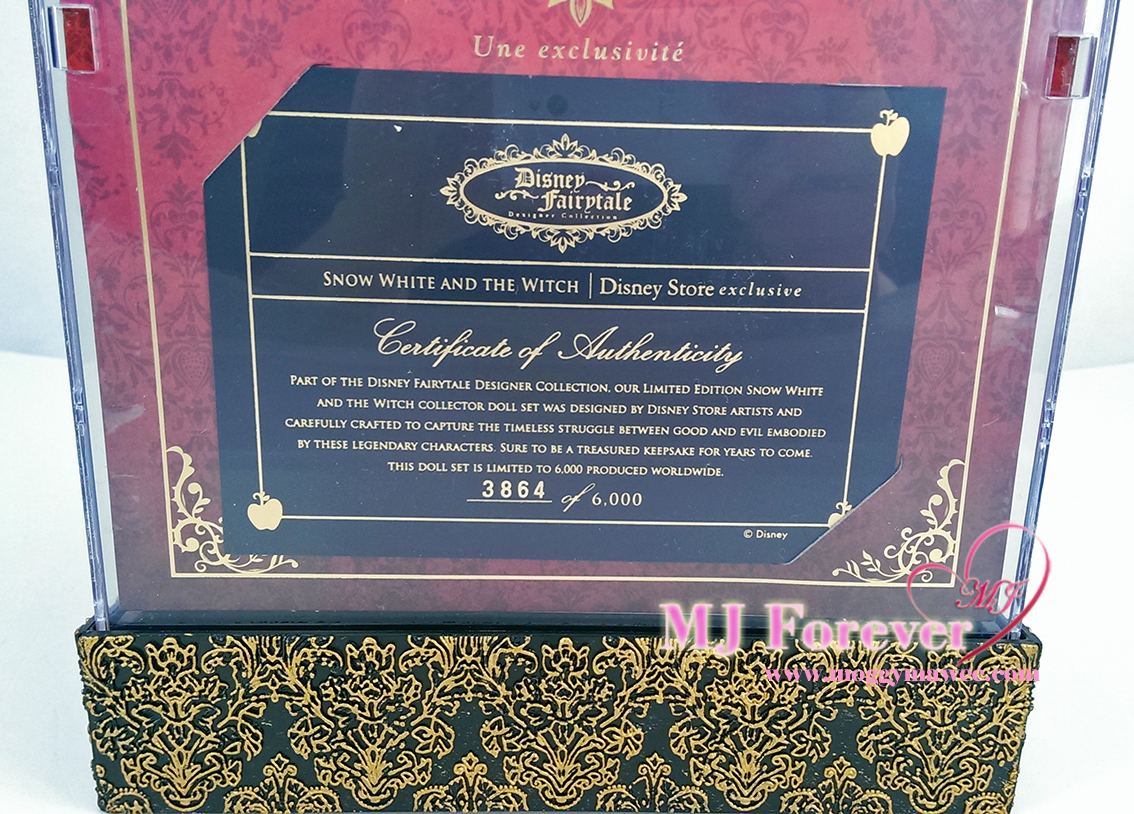 Une exclusivité
Disney
Fairytale
Designer Collection
SNOW WHITE AND THE WITCH | Disney Store exclusive
Certificate of Authenticity
PART OF THE DISNEY FAIRYTALE DESIGNER COLLECTION, OUR LIMITED EDITION SNOW WHITE
AND THE WITCH COLLECTOR DOLL SET WAS DESIGNED BY DISNEY STORE ARTISTS AND
CAREFULLY CRAFTED TO CAPTURE THE TIMELESS STRUGGLE BETWEEN GOOD AND EVIL EMBODIED
BY THESE LEGENDARY CHARACTERS. SURE TO BE A TREASURED KEEPSAKE FOR YEARS TO COME.
THIS DOLL SET IS LIMITED TO 6,000 PRODUCED WORLDWIDE.
3864 of 6,000
© Disney
MJ
MJ Forever
www.moggymawee.com